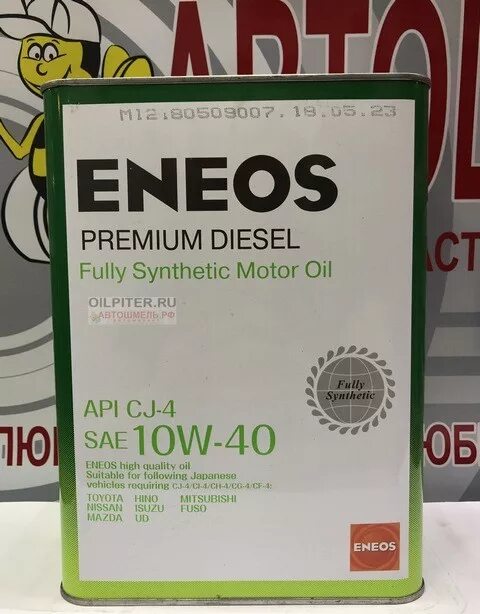 АВТО
M12:80509007.18.05.23
ENEOS
PREMIUM DIESEL
Fully Synthetic Motor Oil
OILPITER.RU
АВТОШМЕЛЬ.РФ
Fully
Synthetic
API CJ-4
SAE 10W-40
ENEOS high quality oil
Suitable for following Japanese
vehicles requiring CJ-4/CI-4/CH-4/CG-4/CF-4:
TOYOTA HINO MITSUBISHI
NISSAN ISUZU FUSO
MAZDA UD
ENEOS